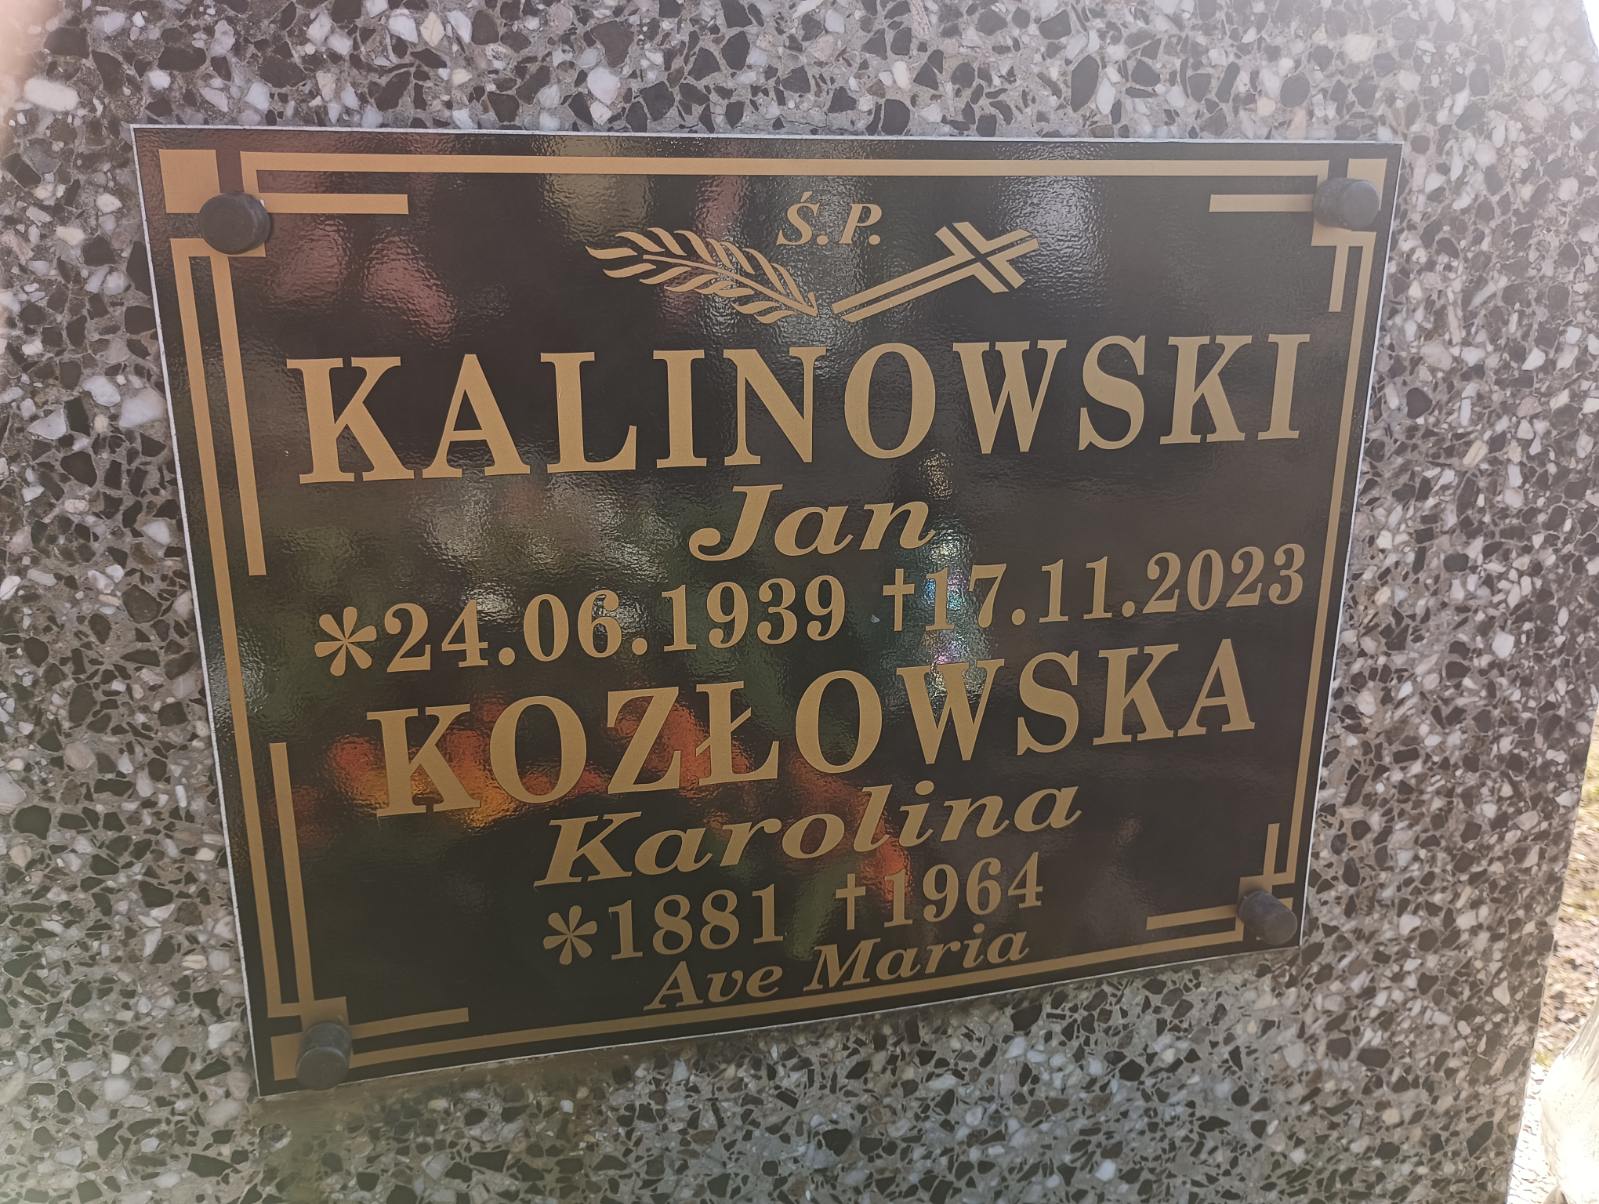 Ś.P.
KALINOWSKI
Jan
*24.06.1939 †17.11.2023
KOZŁOWSKA
Karolina
*1881 †1964
Ave Maria